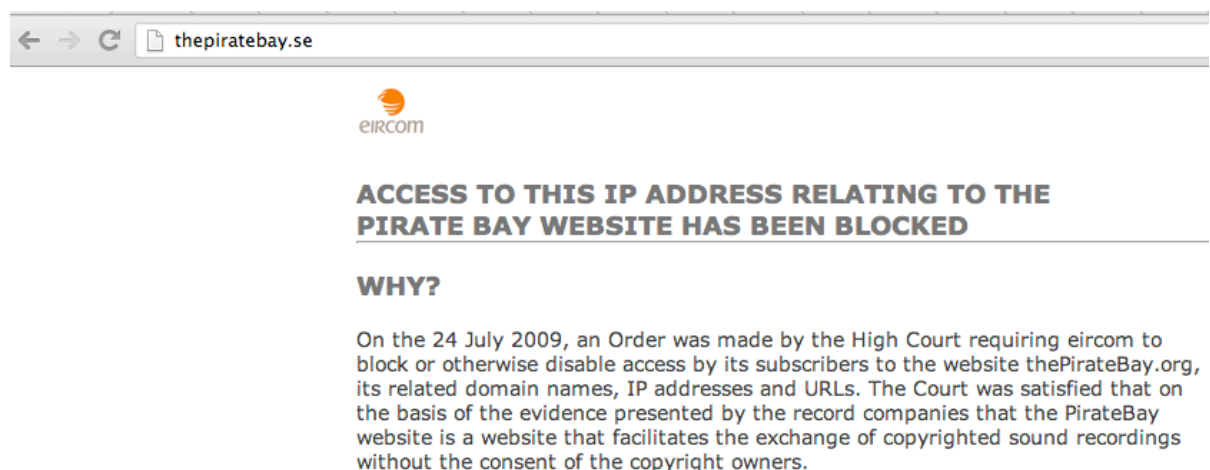 thepiratebay.se
eircom
ACCESS TO THIS IP ADDRESS RELATING TO THE
PIRATE BAY WEBSITE HAS BEEN BLOCKED
WHY?
On the 24 July 2009, an Order was made by the High Court requiring eircom to
block or otherwise disable access by its subscribers to the website thePirateBay.org,
its related domain names, IP addresses and URLs. The Court was satisfied that on
the basis of the evidence presented by the record companies that the PirateBay
website is a website that facilitates the exchange of copyrighted sound recordings
without the consent of the copyright owners.